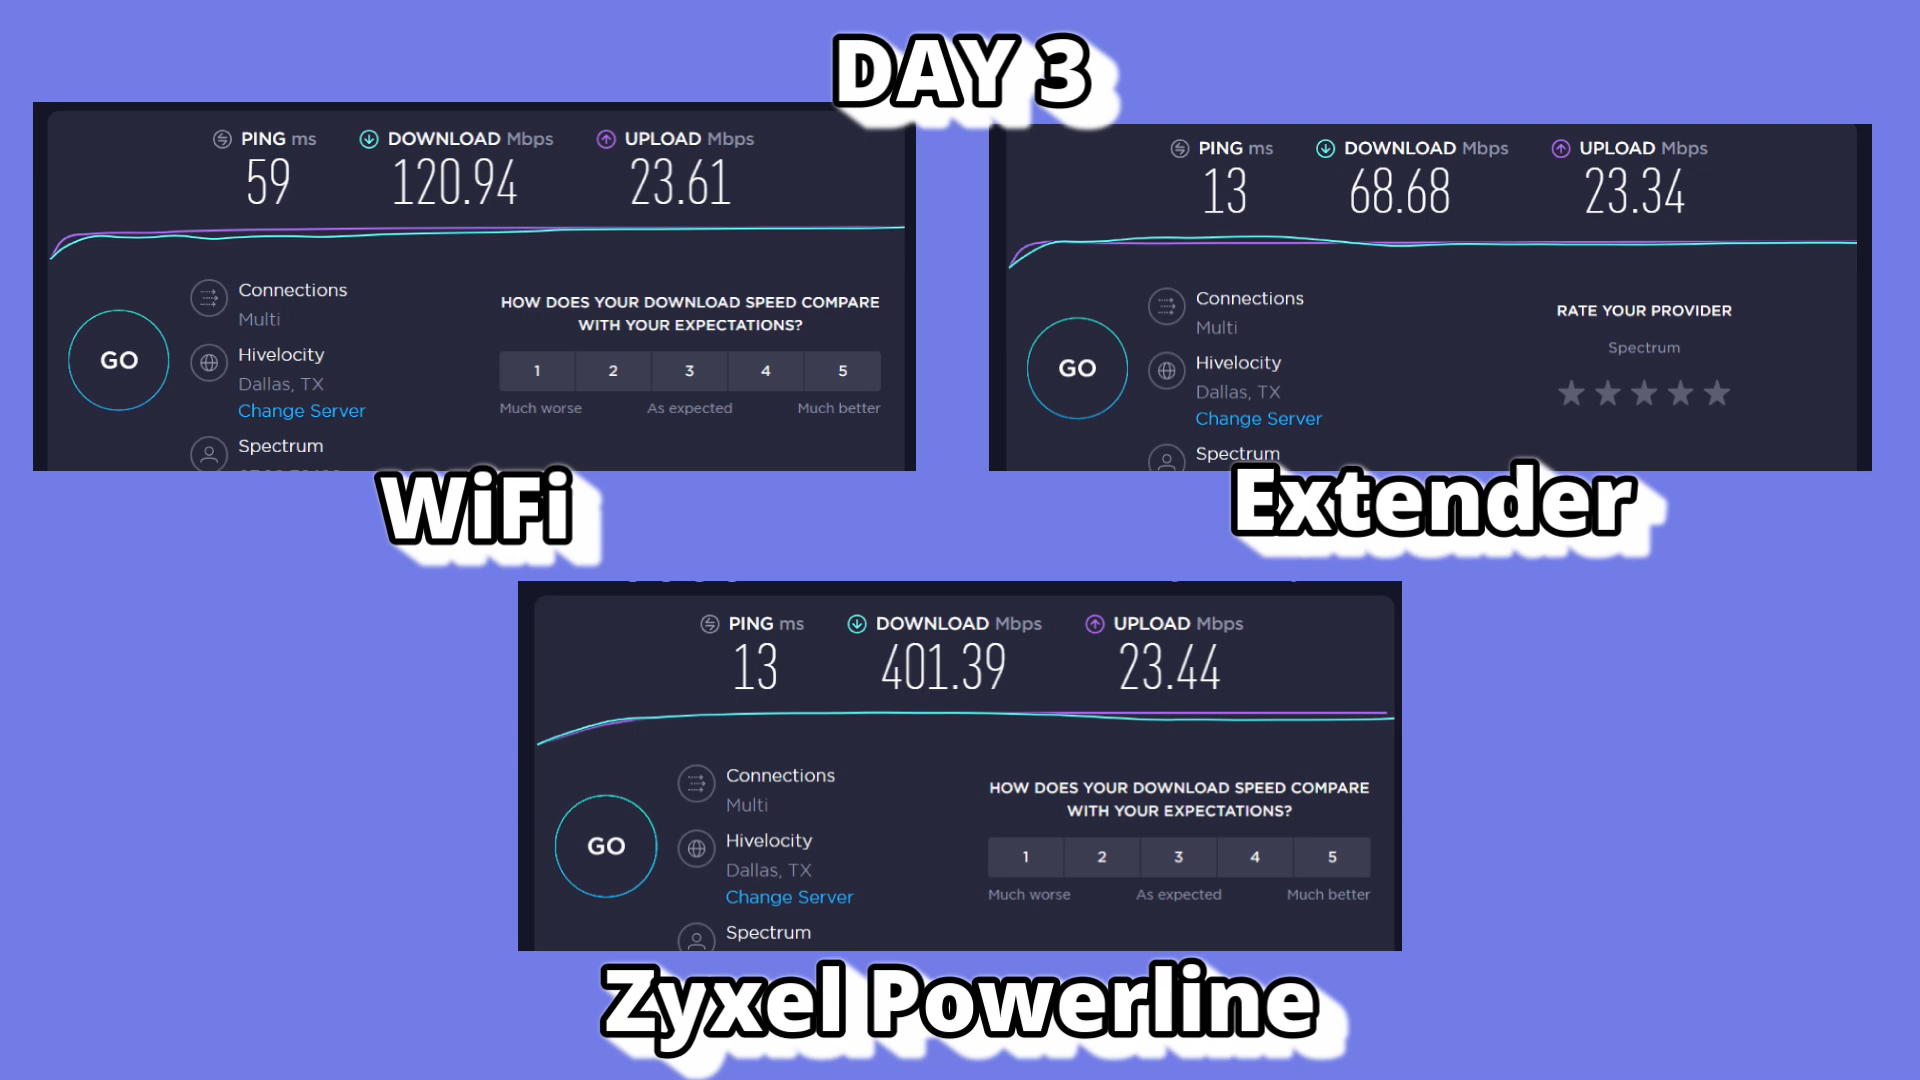 DAY 3
PING ms DOWNLOAD Mbps UPLOAD Mbps
59 120.94 23.61
Connections
Multi
HOW DOES YOUR DOWNLOAD SPEED COMPARE
WITH YOUR EXPECTATIONS?
GO
Hivelocity
Dallas, TX
Change Server
1 2 3 4 5
Much worse As expected Much better
Spectrum
WiFi
PING ms DOWNLOAD Mbps UPLOAD Mbps
13 68.68 23.34
Connections
Multi
RATE YOUR PROVIDER
Spectrum
GO
Hivelocity
Dallas, TX
Change Server
Spectrum
Extender
PING ms DOWNLOAD Mbps UPLOAD Mbps
13 401.39 23.44
Connections
Multi
HOW DOES YOUR DOWNLOAD SPEED COMPARE
WITH YOUR EXPECTATIONS?
GO
Hivelocity
Dallas, TX
Change Server
1 2 3 4 5
Much worse As expected Much better
Spectrum
Zyxel Powerline